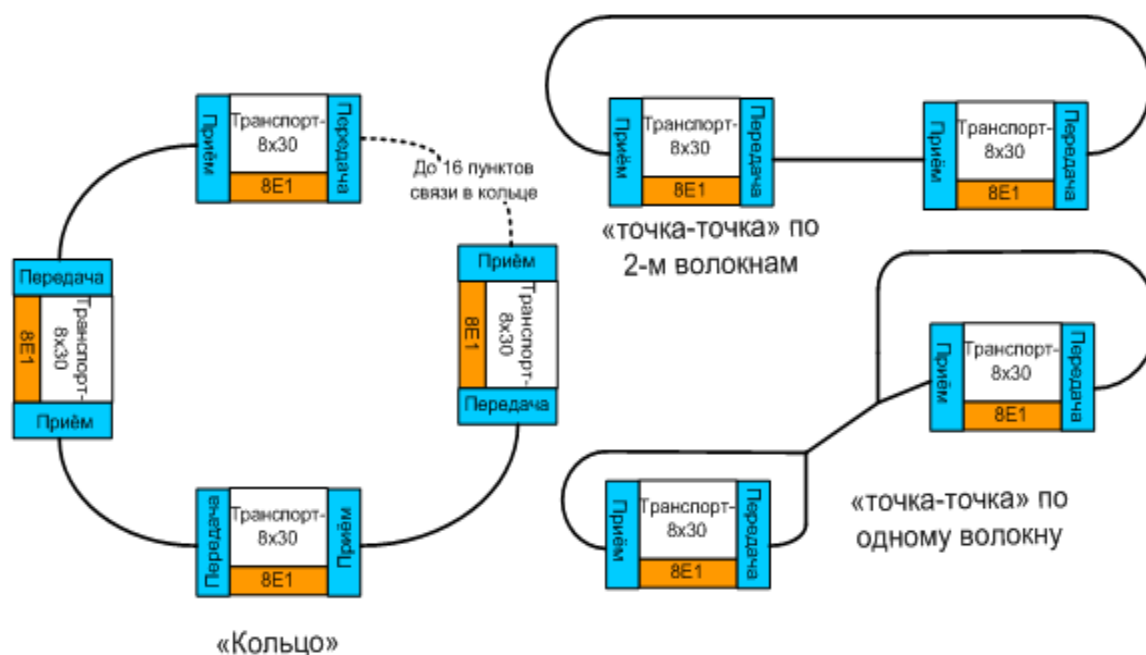 Приём
Транспорт-
8x30
Передача
8E1
До 16 пунктов
связи в кольце
Передача
Транспорт-
8x30
8E1
Приём
Приём
Транспорт-
8x30
8E1
Передача
Передача
Транспорт-
8x30
Приём
8E1
«Кольцо»
Приём
Транспорт-
8x30
Передача
8E1
Приём
Транспорт-
8x30
Передача
8E1
«точка-точка» по
2-м волокнам
Приём
Транспорт-
8x30
Передача
8E1
Приём
Транспорт-
8x30
Передача
8E1
«точка-точка» по
одному волокну